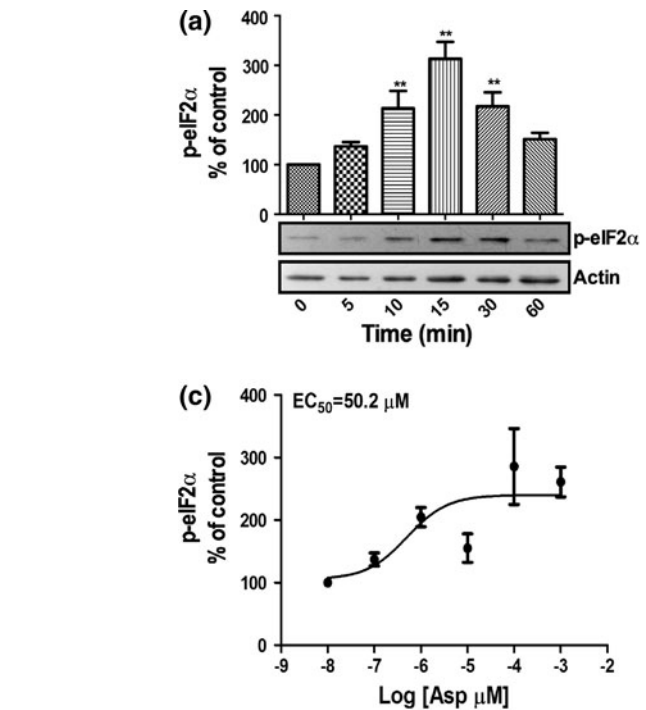 (a)
p-eIF2α
% of control
400
300
200
100
0
**
**
**
p-eIF2α
Actin
0 5 10 15 30 60
Time (min)
(c)
p-eIF2α
% of control
400
300
200
100
0
EC50=50.2 μM
-9 -8 -7 -6 -5 -4 -3 -2
Log [Asp μM]